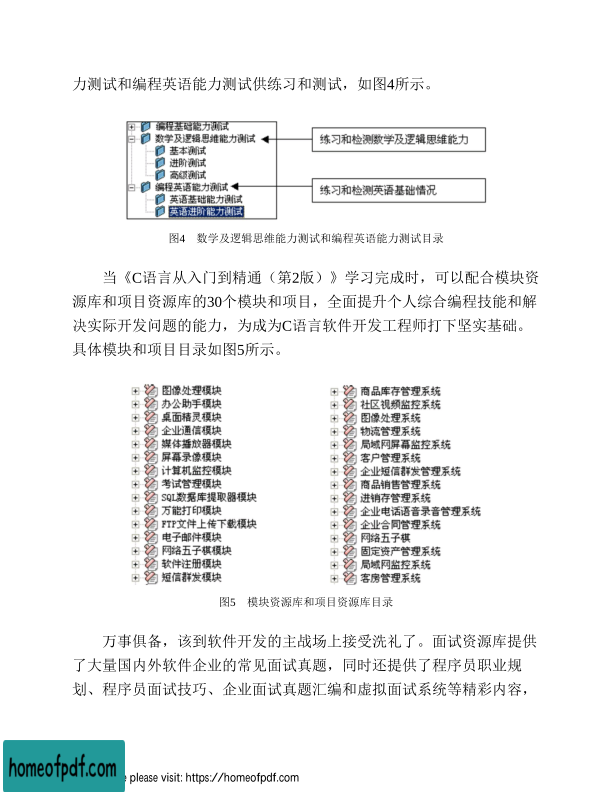 力测试和编程英语能力测试供练习和测试，如图4所示。
编程基础能力测试
数学及逻辑思维能力测试
基本测试
进阶测试
高级测试
编程英语能力测试
英语基础能力测试
英语进阶能力测试
练习和检测数学及逻辑思维能力
练习和检测英语基础情况
图4 数学及逻辑思维能力测试和编程英语能力测试目录
当《C语言从入门到精通（第2版）》学习完成时，可以配合模块资
源库和项目资源库的30个模块和项目，全面提升个人综合编程技能和解
决实际开发问题的能力，为成为C语言软件开发工程师打下坚实基础。
具体模块和项目目录如图5所示。
图像处理模块
办公助手模块
桌面精灵模块
企业通信模块
媒体播放器模块
屏幕录像模块
计算机监控模块
考试管理模块
SQL数据库提取器模块
万能打印模块
FTP文件上传下载模块
电子邮件模块
网络五子棋模块
软件注册模块
短信群发模块
商品库存管理系统
社区视频监控系统
图像处理系统
物流管理系统
局域网屏幕监控系统
客户管理系统
企业短信群发管理系统
商品销售管理系统
进销存管理系统
企业电话语音录音管理系统
企业合同管理系统
网络五子棋
固定资产管理系统
局域网监控系统
客房管理系统
图5 模块资源库和项目资源库目录
万事俱备，该到软件开发的主战场上接受洗礼了。面试资源库提供
了大量国内外软件企业的常见面试真题，同时还提供了程序员职业规
划、程序员面试技巧、企业面试真题汇编和虚拟面试系统等精彩内容，
homeofpdf.com
e please visit: https://homeofpdf.com